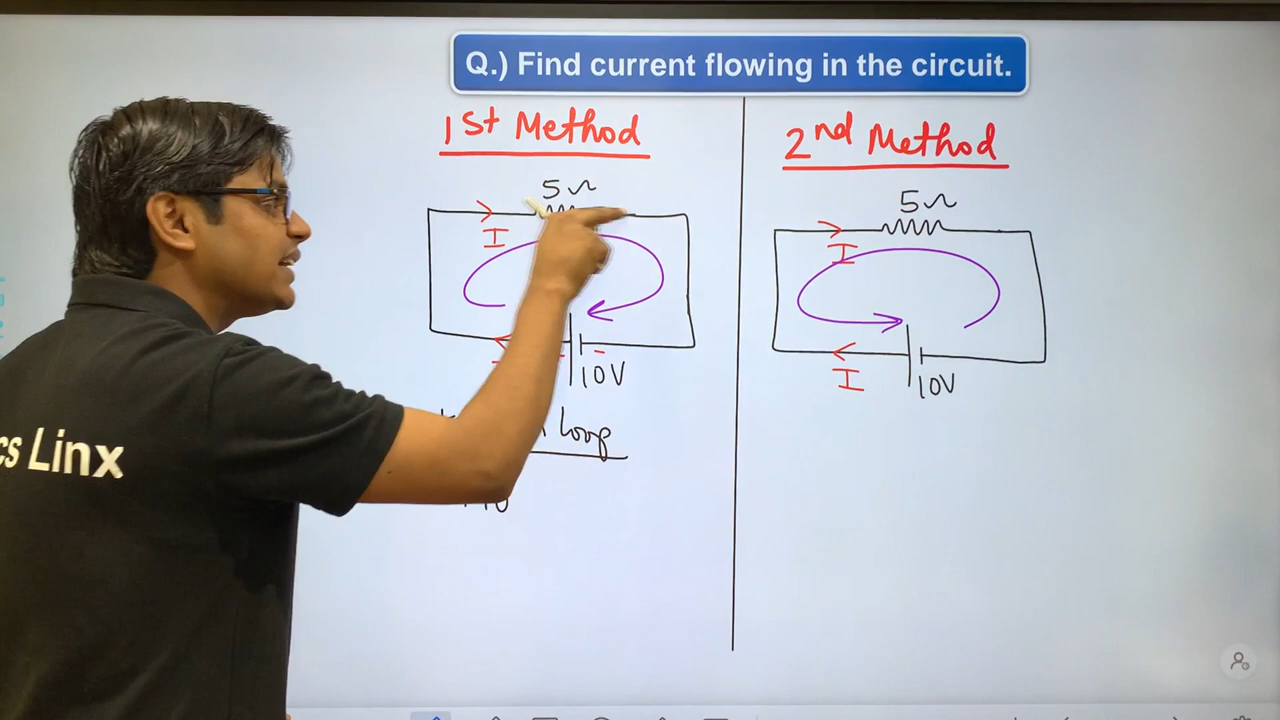 Q.) Find current flowing in the circuit.
1st Method
5Ω
I
10V
Loop
2nd Method
5Ω
I
I
10V
cs Linx